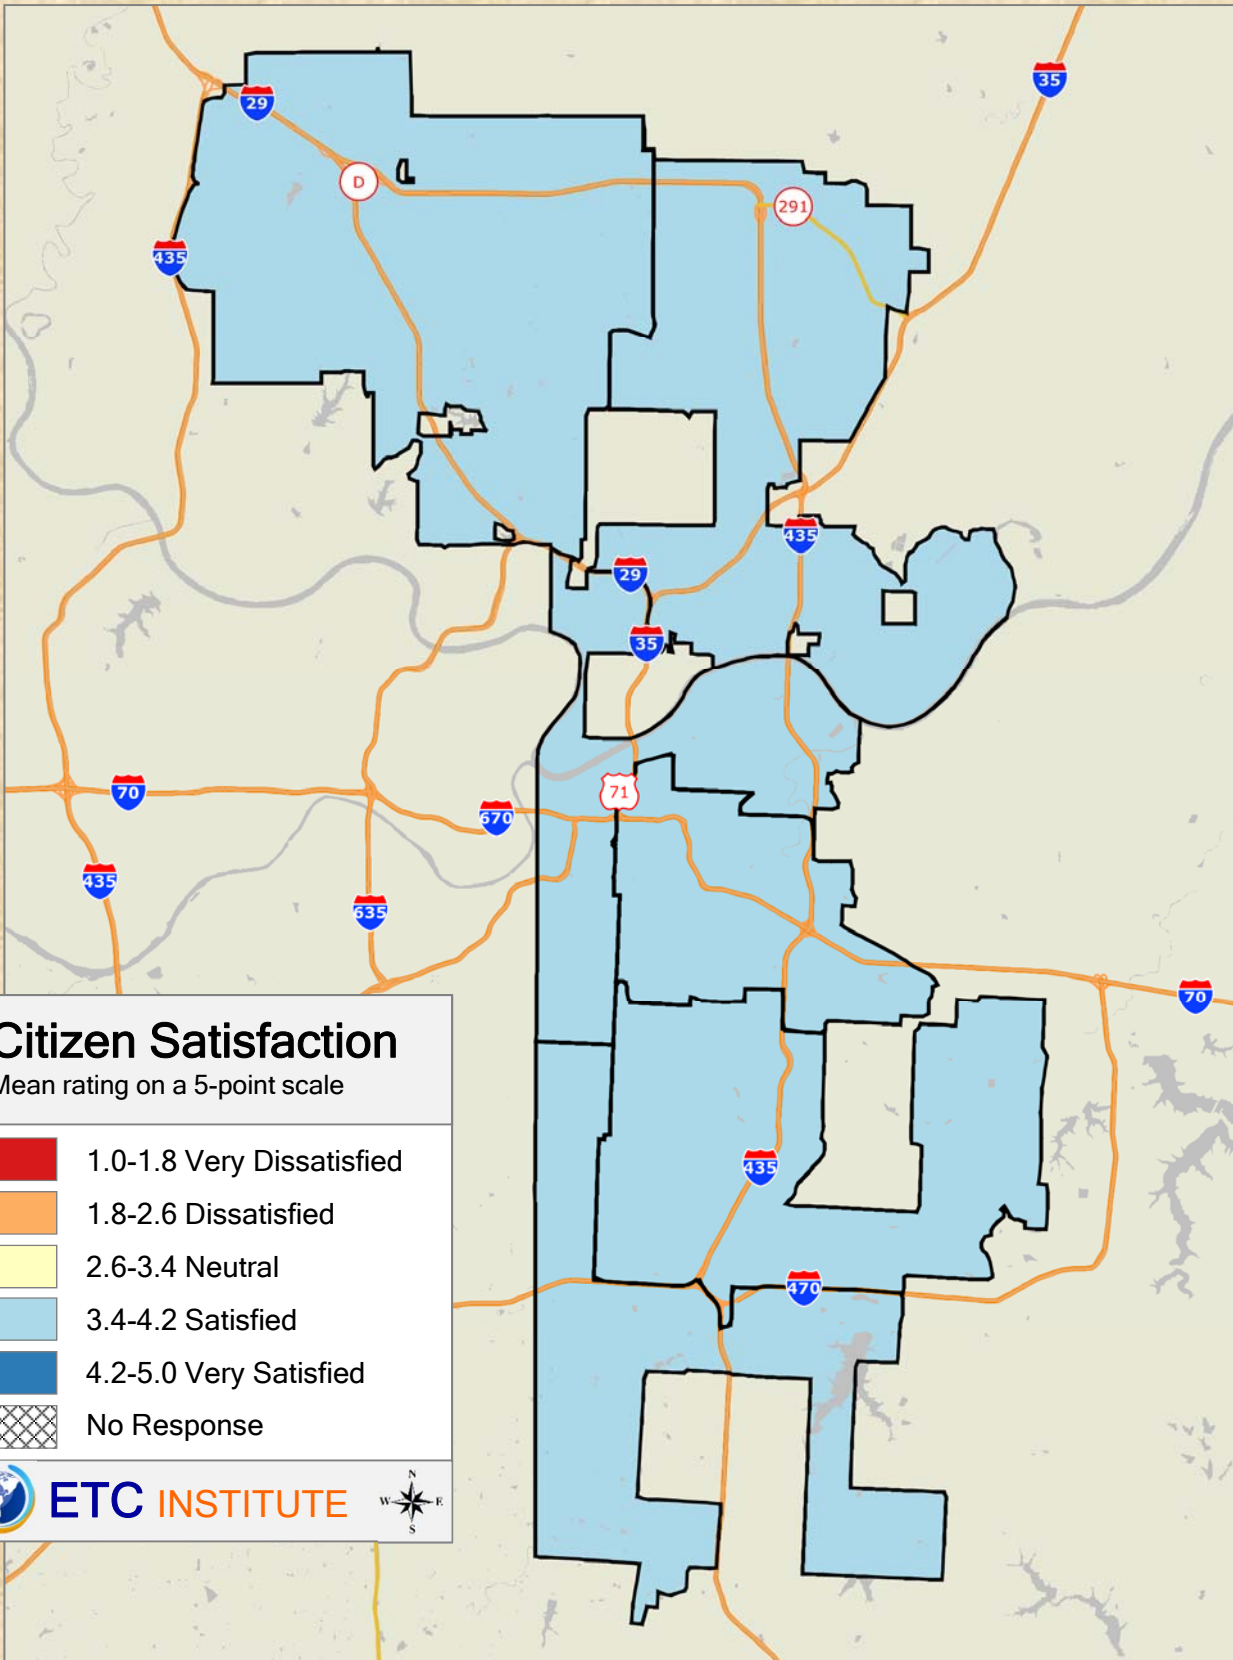 35
29
D
291
435
435
29
35
70
71
670
435
635
70
Citizen Satisfaction
Mean rating on a 5-point scale
1.0-1.8 Very Dissatisfied
1.8-2.6 Dissatisfied
2.6-3.4 Neutral
3.4-4.2 Satisfied
4.2-5.0 Very Satisfied
No Response
435
470
ETC INSTITUTE
N
W E
S